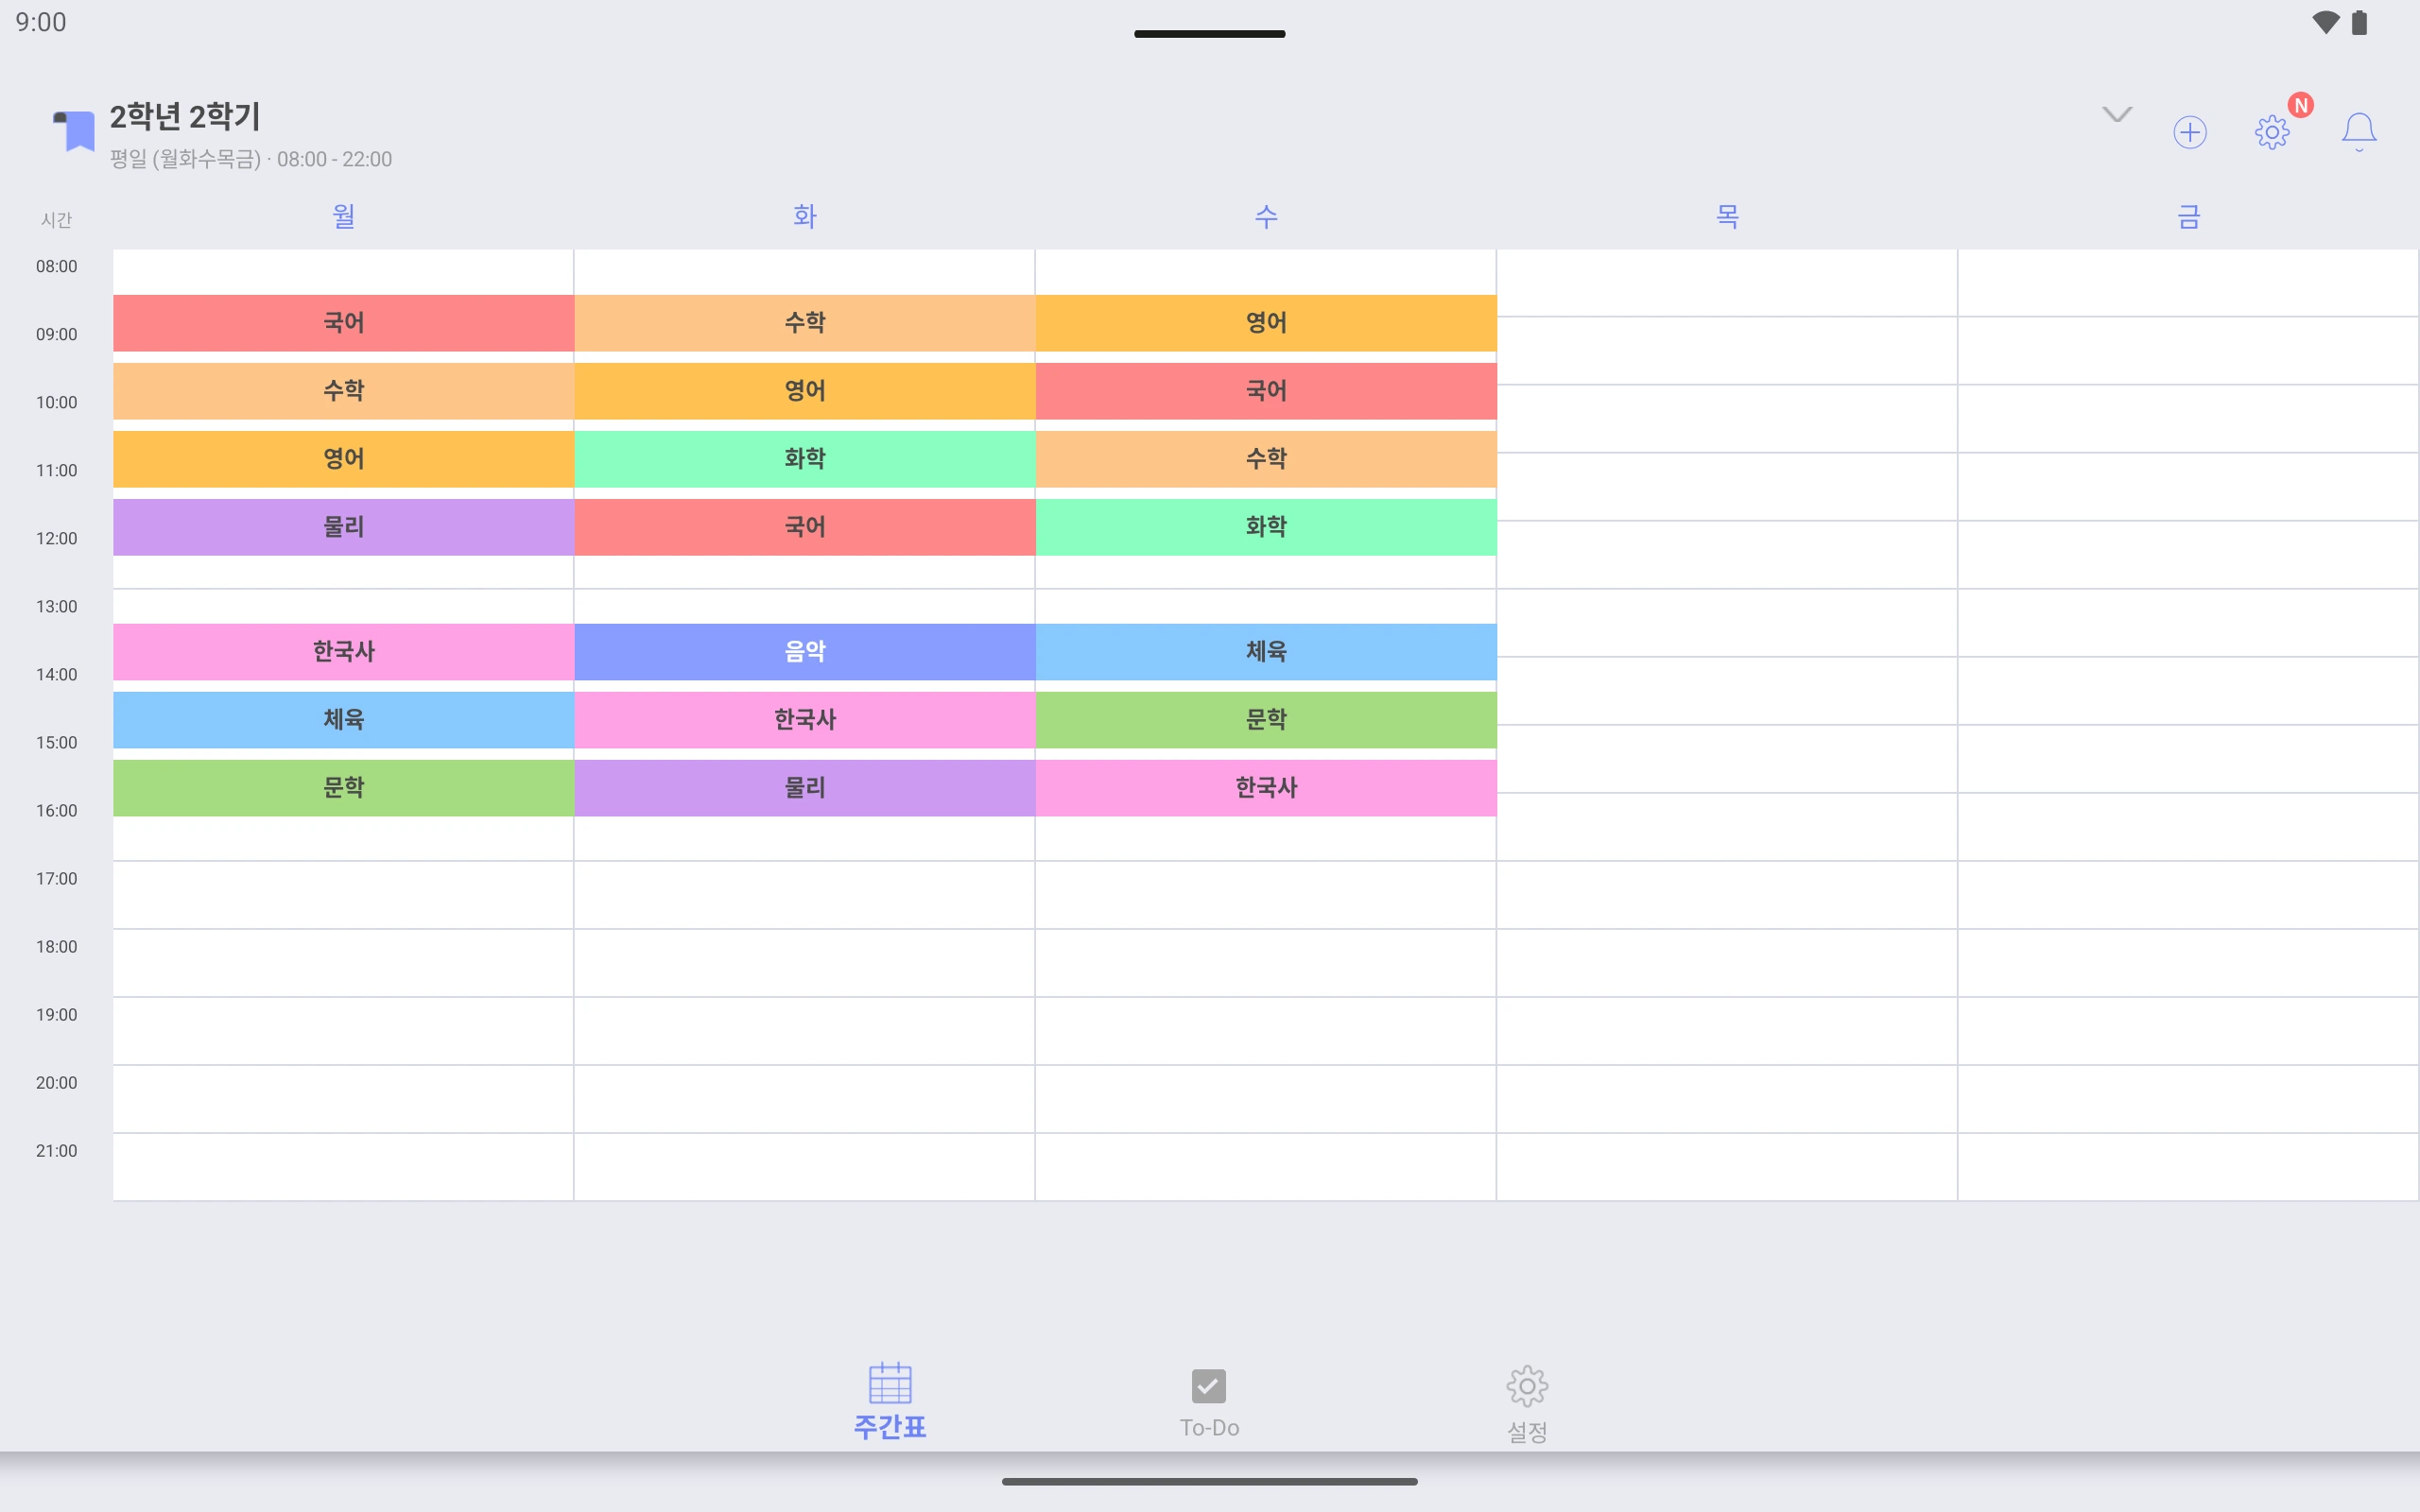 9:00
2학년 2학기
N
평일 (월화수목금) · 08:00 - 22:00
시간 월 화 수 목 금
08:00
국어 수학 영어
09:00
수학 영어 국어
10:00
영어 화학 수학
11:00
물리 국어 화학
12:00
13:00
한국사 음악 체육
14:00
체육 한국사 문학
15:00
문학 물리 한국사
16:00
17:00
18:00
19:00
20:00
21:00
주간표 To-Do 설정